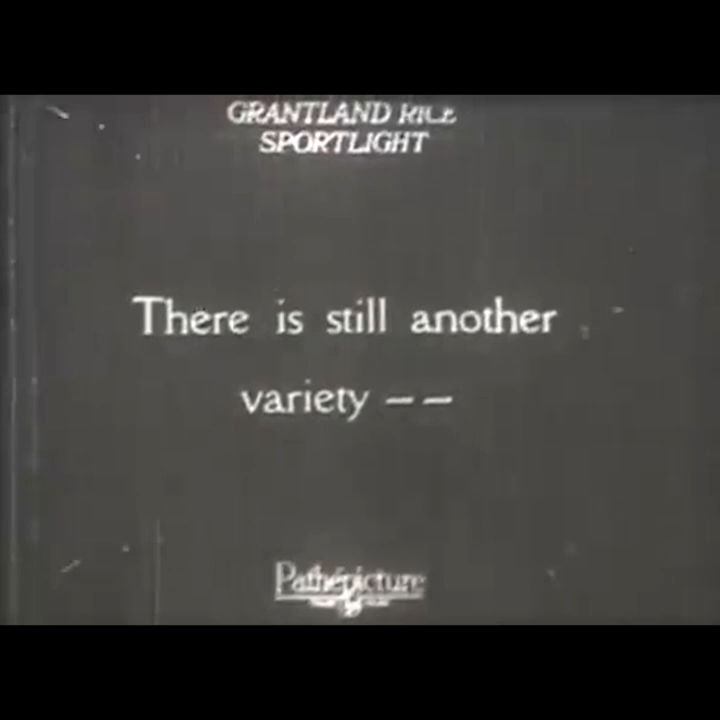 GRANTLAND RICE
SPORTLIGHT
There is still another
variety --
Pathépicture